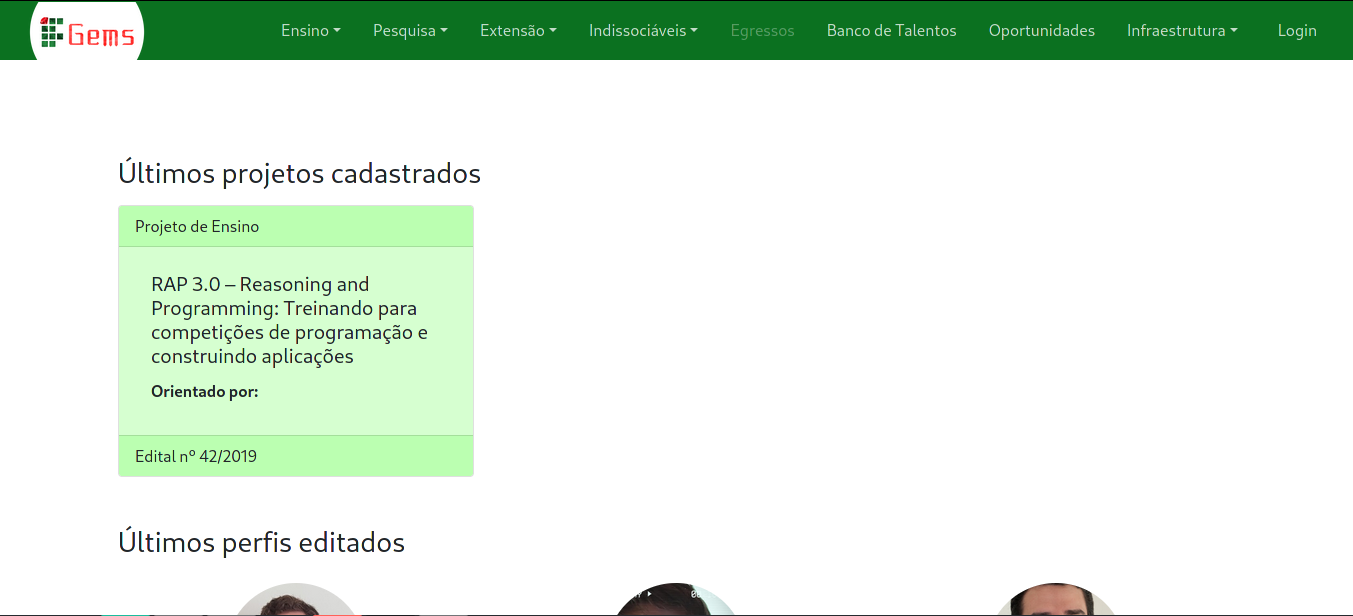 Gems
Ensino Pesquisa Extensão Indissociáveis Egressos Banco de Talentos Oportunidades Infraestrutura Login
Últimos projetos cadastrados
Projeto de Ensino
RAP 3.0 – Reasoning and
Programming: Treinando para
competições de programação e
construindo aplicações
Orientado por:
Edital nº 42/2019
Últimos perfis editados